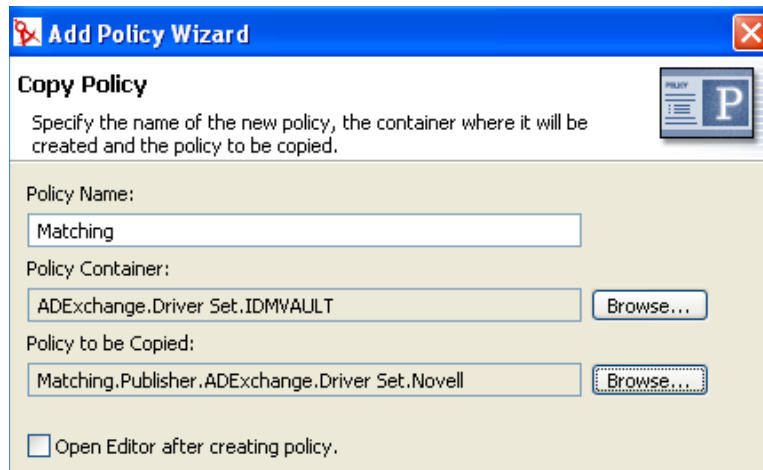 Add Policy Wizard
Copy Policy
Specify the name of the new policy, the container where it will be
created and the policy to be copied.
POLICY
P
Policy Name:
Matching
Policy Container:
ADExchange.Driver Set.IDMVAULT
Browse...
Policy to be Copied:
Matching.Publisher.ADExchange.Driver Set.Novell
Browse...
Open Editor after creating policy.